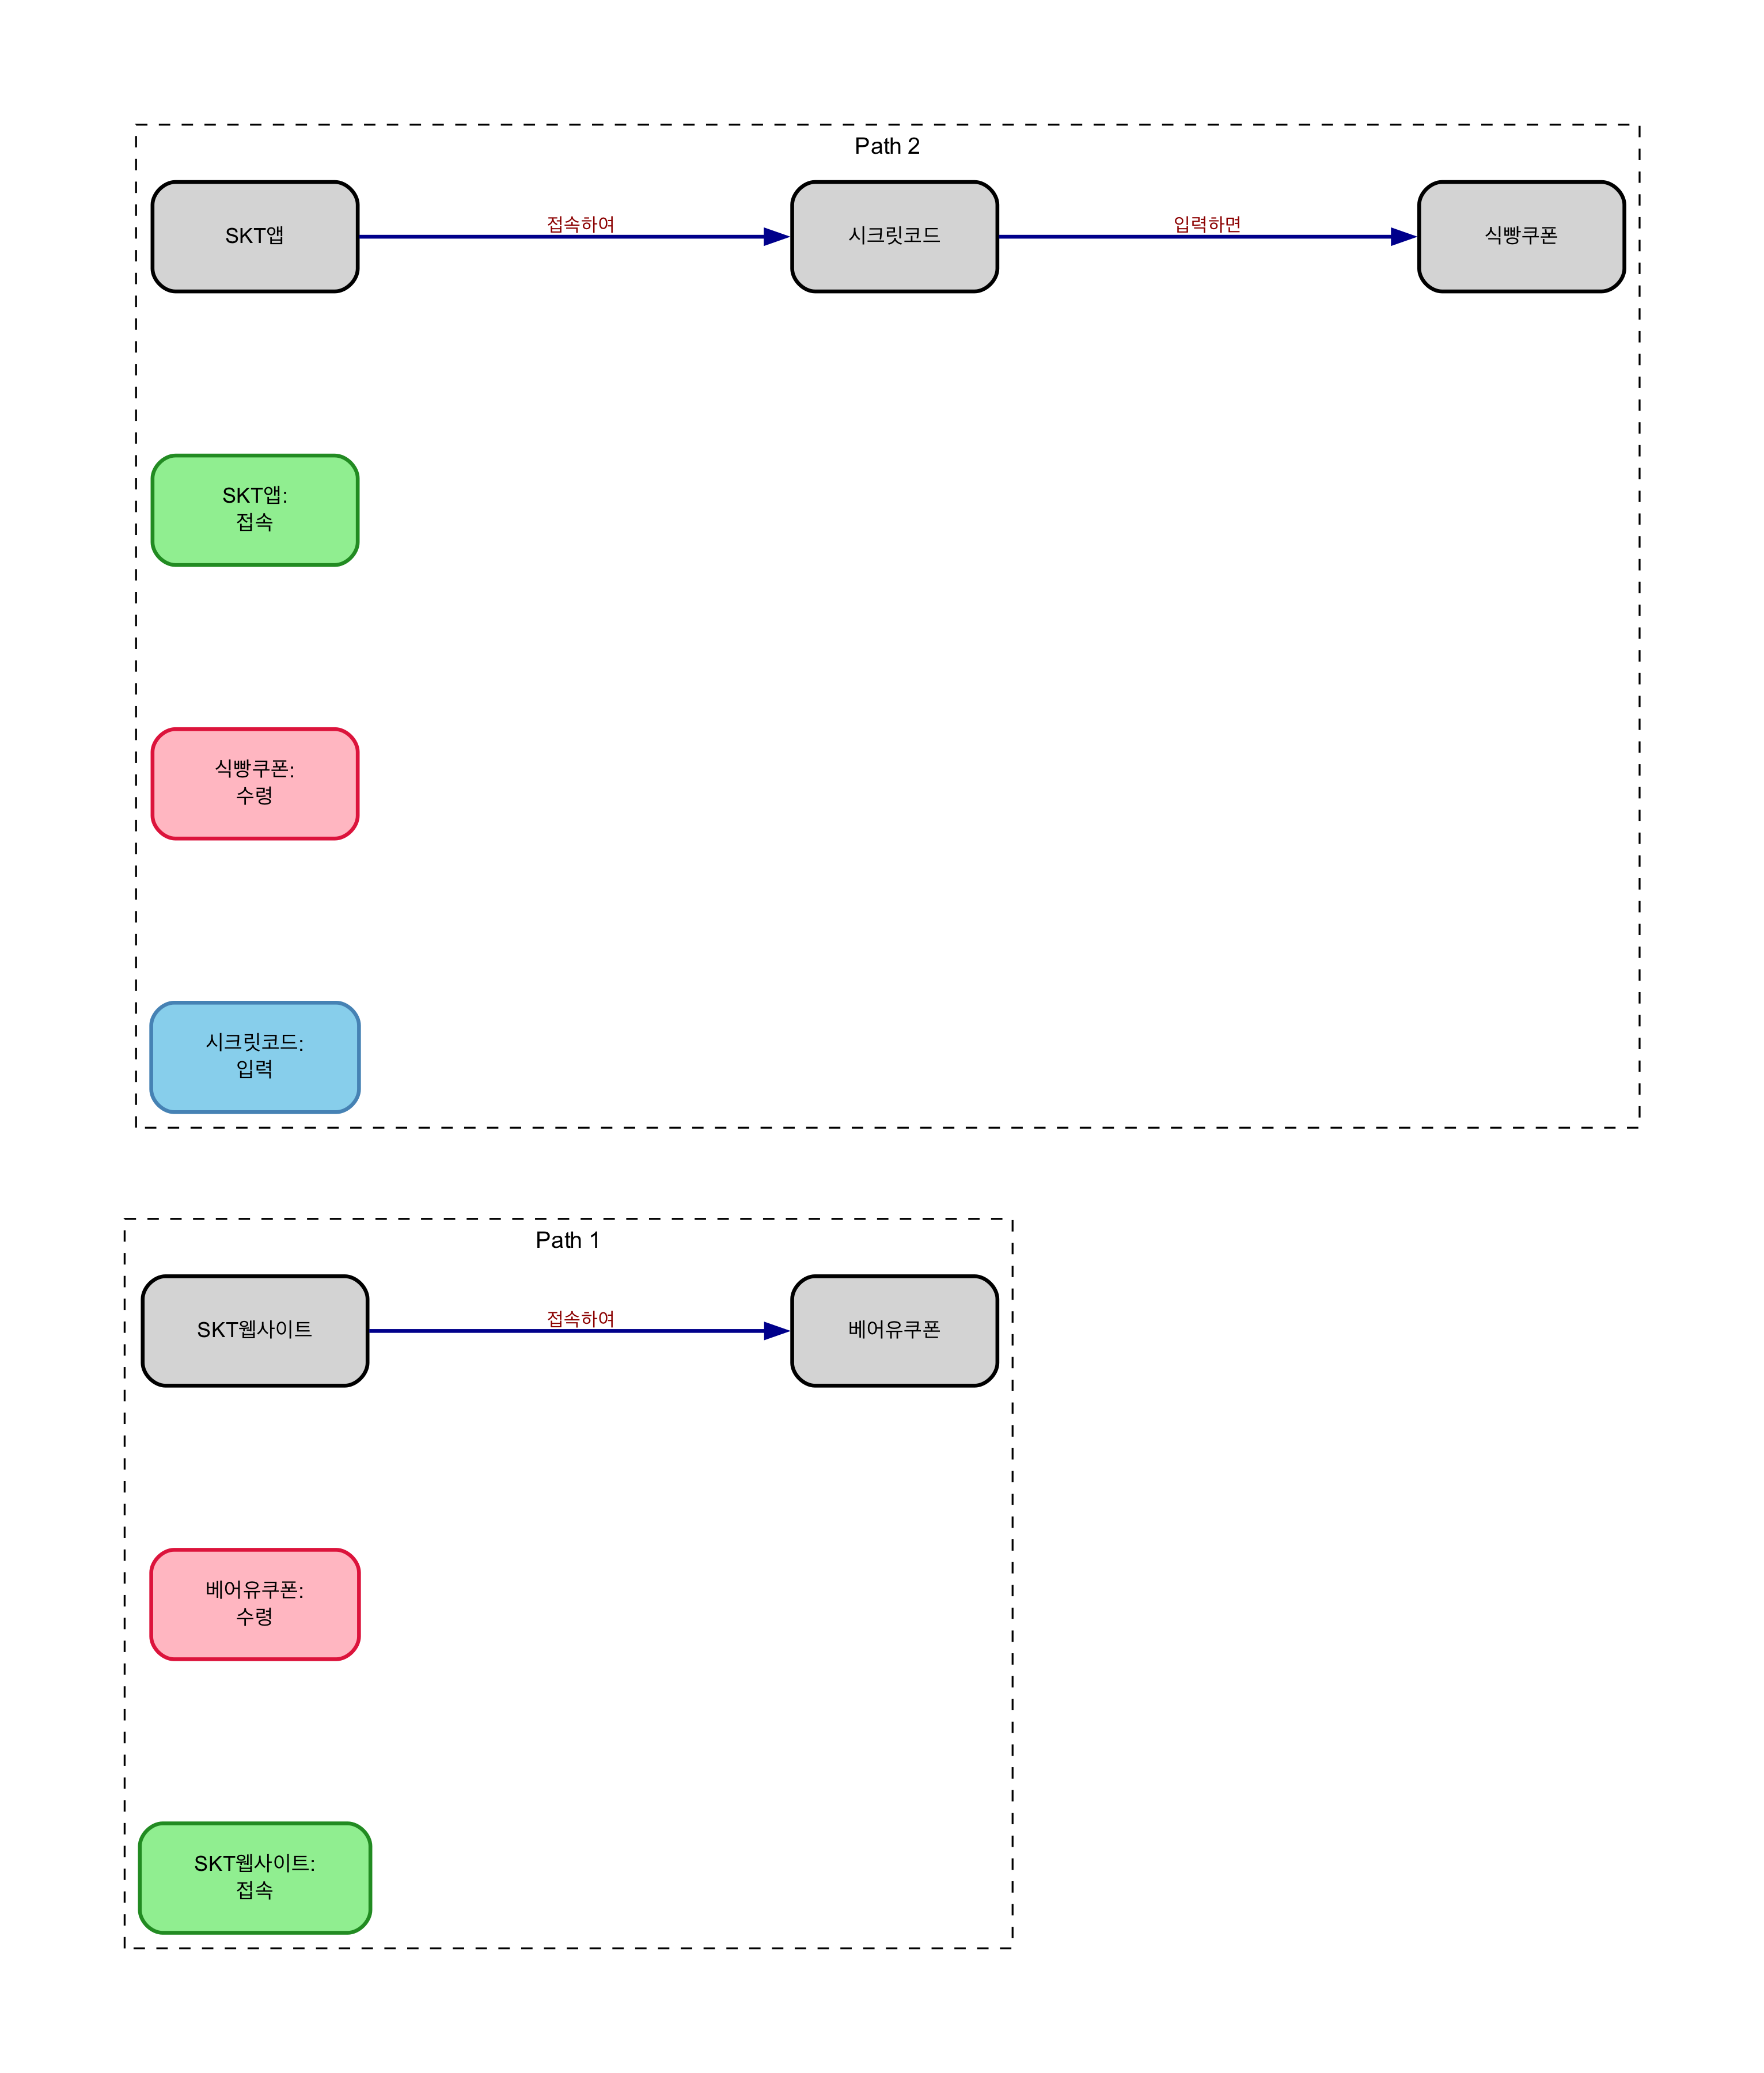 Path 2
SKT앱
접속하여
시크릿코드
입력하면
식빵쿠폰
SKT앱:
접속
식빵쿠폰:
수령
시크릿코드:
입력
Path 1
SKT웹사이트
접속하여
베어유쿠폰
베어유쿠폰:
수령
SKT웹사이트:
접속